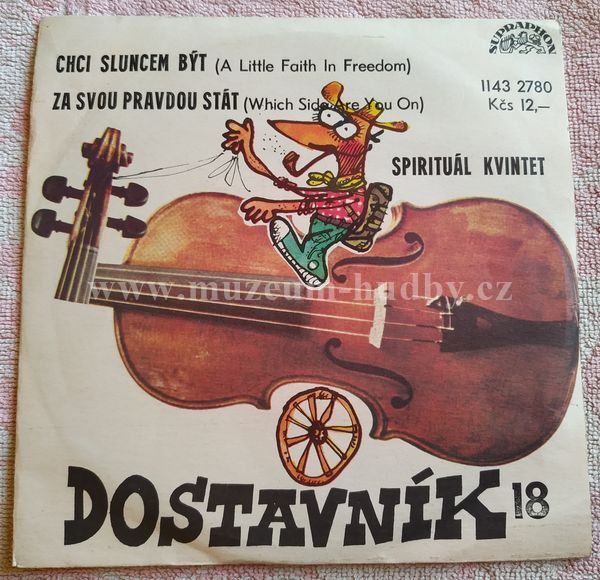 SUPRAPHON
CHCI SLUNCEM BÝT (A Little Faith In Freedom)
1143 2780
ZA SVOU PRAVDOU STÁT (Which Side Are You On)
Kčs 12,—
SPIRITUÁL KVINTET
www.muzeum-hudby.cz
DOSTAVNÍK 18